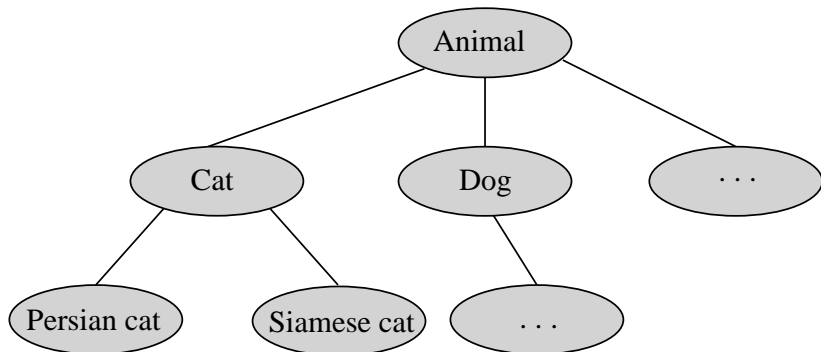 Animal
Cat
Dog
. . .
Persian cat
Siamese cat
. . .